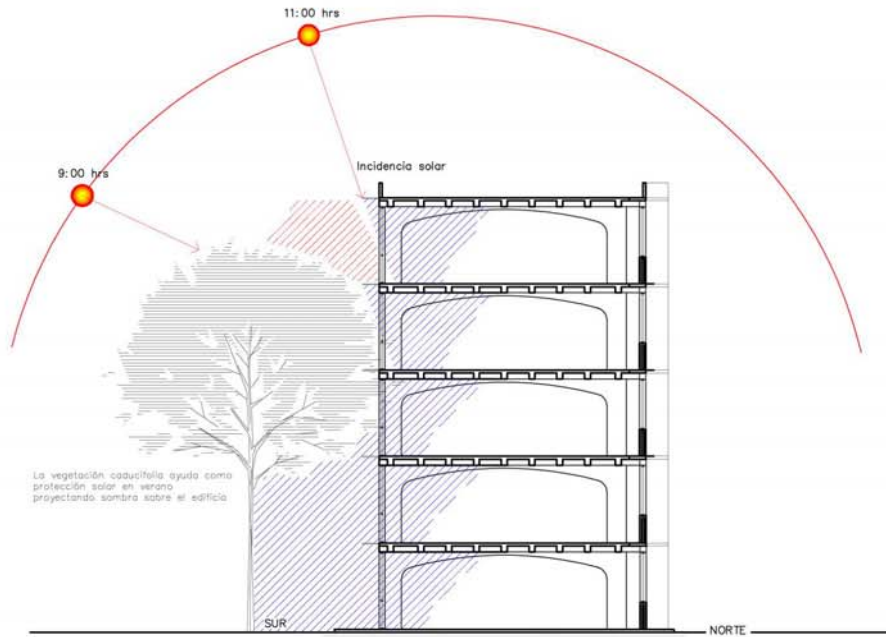 11:00 hrs
Incidencia solar
9:00 hrs
La vegetación caducifolia ayuda como
protección solar en verano
proyectando sombra sobre el edificio
SUR
NORTE